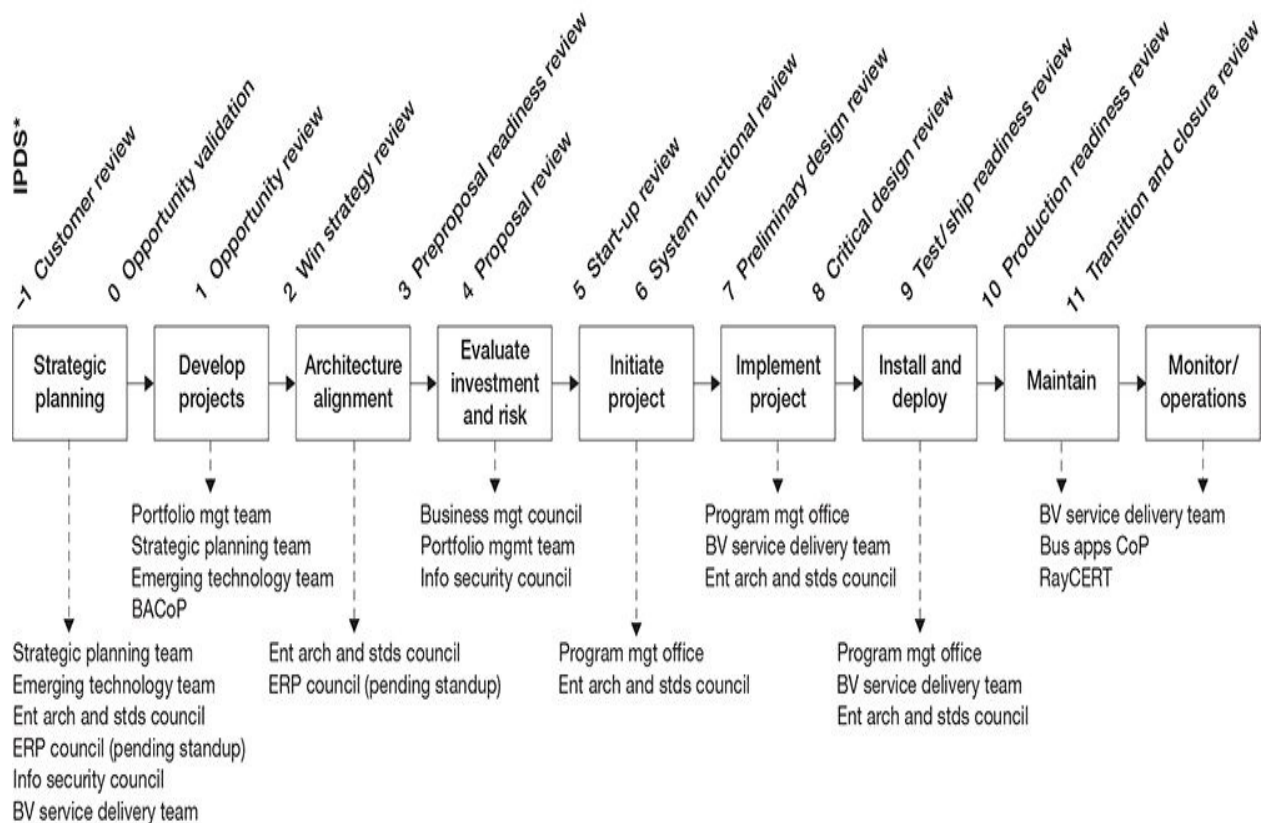 IPDS*
–1 Customer review
0 Opportunity validation
1 Opportunity review
2 Win strategy review
3 Preproposal readiness review
4 Proposal review
5 Start-up review
6 System functional review
7 Preliminary design review
8 Critical design review
9 Test/ship readiness review
10 Production readiness review
11 Transition and closure review
Strategic
planning
Develop
projects
Architecture
alignment
Evaluate
investment
and risk
Initiate
project
Implement
project
Install and
deploy
Maintain
Monitor/
operations
Portfolio mgt team
Strategic planning team
Emerging technology team
BACoP
Business mgt council
Portfolio mgmt team
Info security council
Program mgt office
BV service delivery team
Ent arch and stds council
BV service delivery team
Bus apps CoP
RayCERT
Strategic planning team
Emerging technology team
Ent arch and stds council
ERP council (pending standup)
Info security council
BV service delivery team
Ent arch and stds council
ERP council (pending standup)
Program mgt office
Ent arch and stds council
Program mgt office
BV service delivery team
Ent arch and stds council